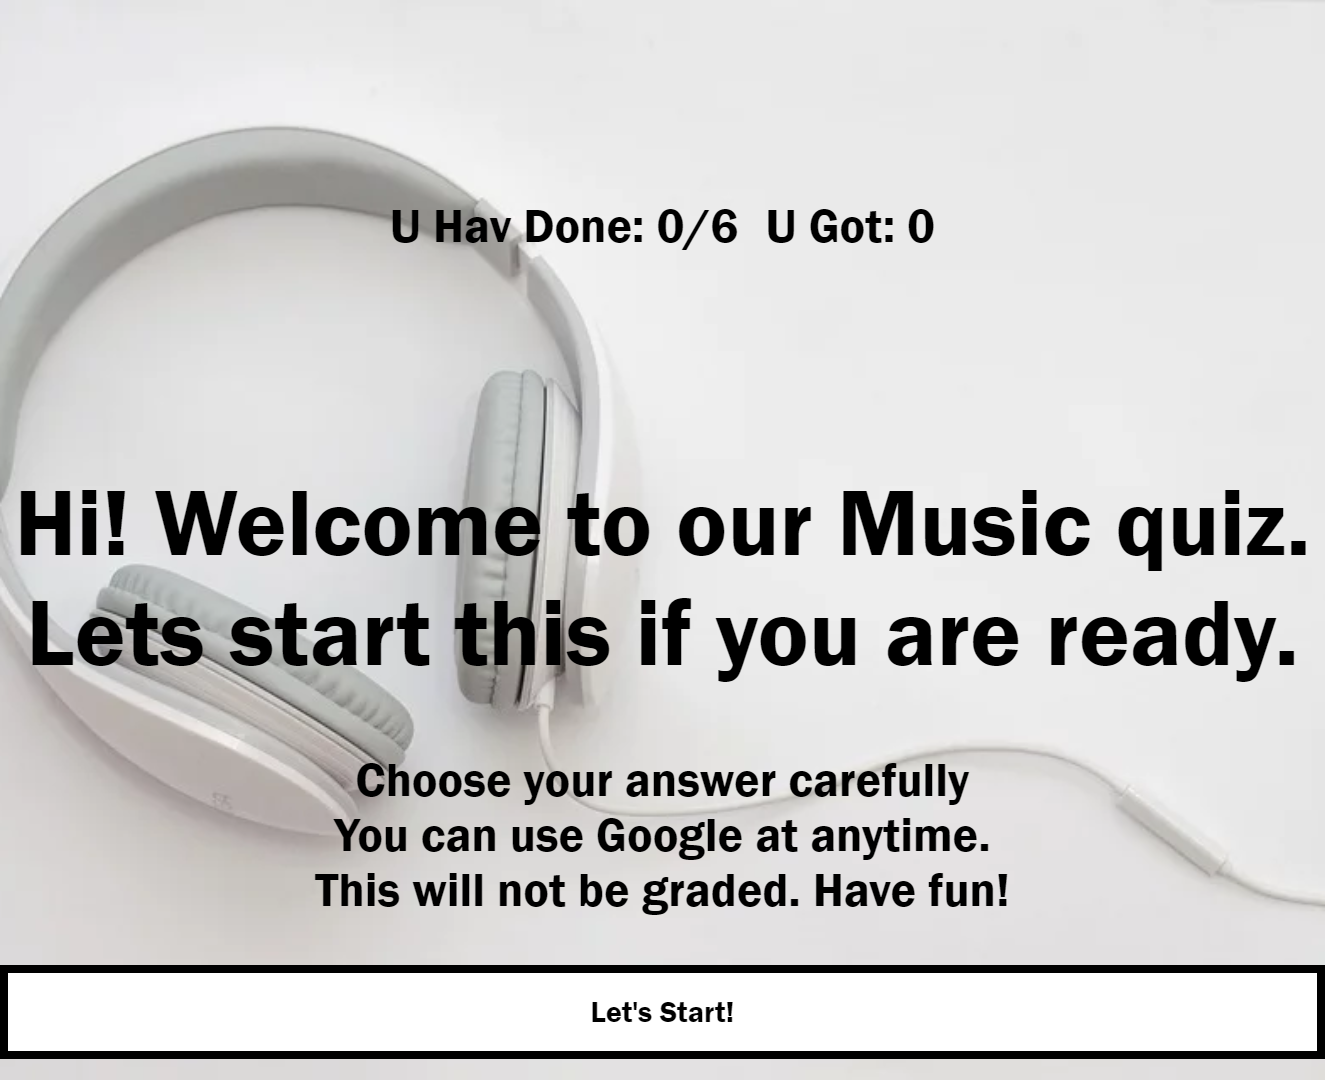 U Hav Done: 0/6  U Got: 0
Hi! Welcome to our Music quiz.
Lets start this if you are ready.
Choose your answer carefully
You can use Google at anytime.
This will not be graded. Have fun!
Let's Start!